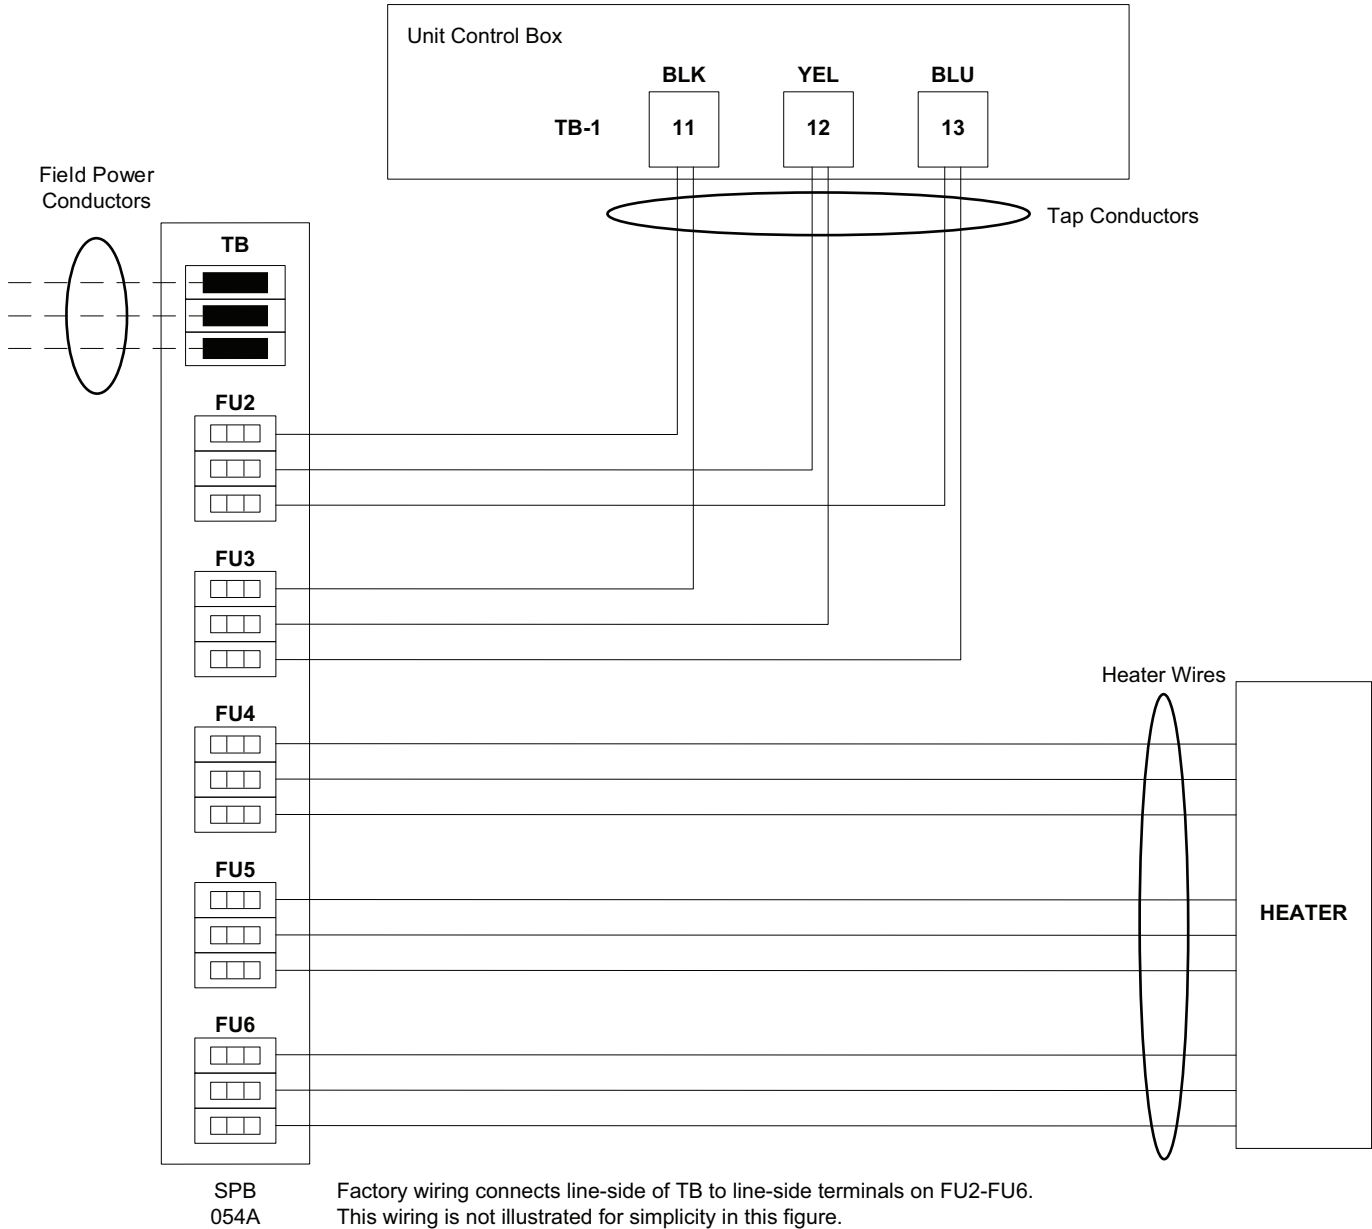 Unit Control Box
BLK YEL BLU
TB-1 11 12 13
Field Power
Conductors
Tap Conductors
TB
FU2
FU3
Heater Wires
FU4
FU5
HEATER
FU6
SPB Factory wiring connects line-side of TB to line-side terminals on FU2-FU6.
054A This wiring is not illustrated for simplicity in this figure.